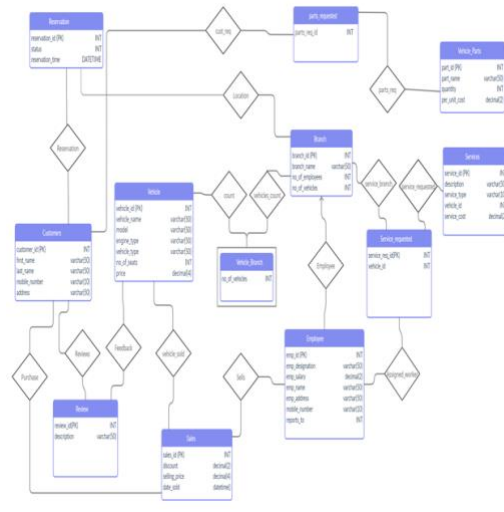 Reservation
reservation_id (PK) INT
status INT
reservation_time DATETIME
cust_req
parts_requested
parts_req_id INT
parts_req
Vehicle_Parts
part_id (PK) INT
part_name varchar(50)
quantity INT
per_unit_cost decimal(2)
Location
Reservation
Branch
branch_id (PK) INT
branch_name varchar(50)
no_of_employees INT
no_of_vehicles INT
service_branch
service_requested
Services
service_id (PK)
description
service_type
vehicle_id
service_cost
Vehicle
vehicle_id (PK) INT
vehicle_name varchar(50)
model varchar(50)
engine_type varchar(50)
vehicle_type varchar(50)
no_of_seats INT
price decimal(4)
count
vehicles_count
Vehicle_Branch
no_of_vehicles INT
Customers
customer_id (PK) INT
first_name varchar(50)
last_name varchar(50)
mobile_number varchar(10)
address varchar(50)
Service_requested
service_req_id(PK) INT
vehicle_id INT
Employee
Purchase
Reviews
Feedback
vehicle_sold
Sells
Assigned_worker
Employee
emp_id (PK) INT
emp_designation varchar(50)
emp_salary decimal(2)
emp_name varchar(50)
emp_address varchar(50)
mobile_number varchar(10)
reports_to INT
Review
review_id(PK) INT
description varchar(50)
Sales
sales_id (PK) INT
discount decimal(2)
selling_price decimal(4)
date_sold datetime()